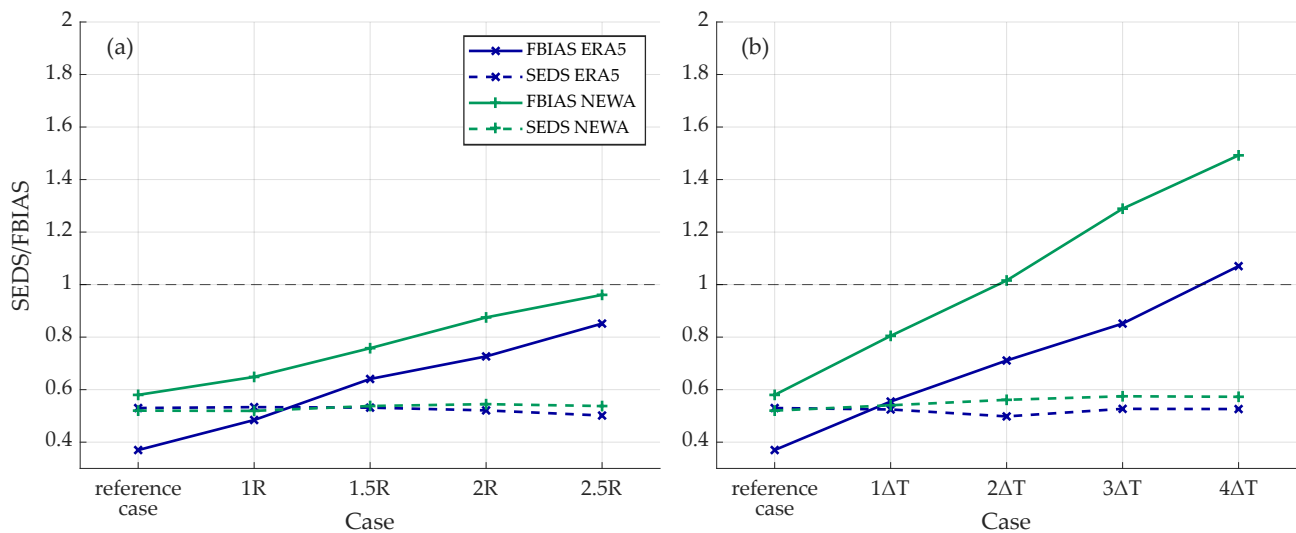 (a)
FBIAS ERA5
SEDS ERA5
FBIAS NEWA
SEDS NEWA
SEDS/FBIAS
2
1.8
1.6
1.4
1.2
1
0.8
0.6
0.4
reference case
1R
1.5R
2R
2.5R
Case
(b)
2
1.8
1.6
1.4
1.2
1
0.8
0.6
0.4
reference case
1ΔT
2ΔT
3ΔT
4ΔT
Case